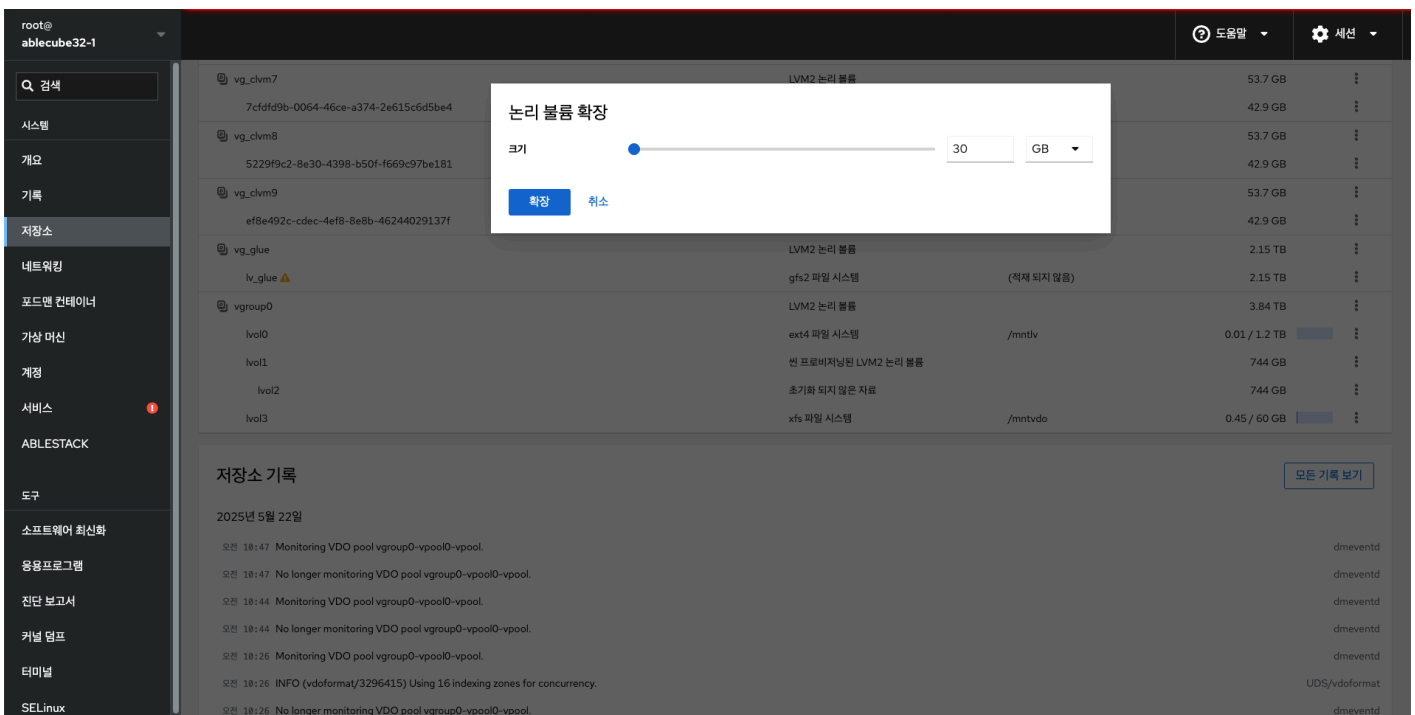 root@
ablecube32-1
도움말
세션
검색
시스템
개요
기록
저장소
네트워킹
포드맨 컨테이너
가상 머신
계정
서비스
ABLESTACK
도구
소프트웨어 최신화
응용프로그램
진단 보고서
커널 덤프
터미널
SELinux
vg_clvm7 LVM2 논리 볼륨 53.7 GB
7cfdfd9b-0064-46ce-a374-2e615c6d5be4 42.9 GB
vg_clvm8 53.7 GB
5229f9c2-8e30-4398-b50f-f669c97be181 42.9 GB
vg_clvm9 53.7 GB
ef8e492c-cdec-4ef8-8e8b-46244029137f 42.9 GB
논리 볼륨 확장
크기 30 GB
확장 취소
vg_glue LVM2 논리 볼륨 2.15 TB
lv_glue gfs2 파일 시스템 (적재 되지 않음) 2.15 TB
vgroup0 LVM2 논리 볼륨 3.84 TB
lvol0 ext4 파일 시스템 /mntlv 0.01 / 1.2 TB
lvol1 씬 프로비저닝된 LVM2 논리 볼륨 744 GB
lvol2 초기화 되지 않은 자료 744 GB
lvol3 xfs 파일 시스템 /mntvdo 0.45 / 60 GB
저장소 기록 모든 기록 보기
2025년 5월 22일
오전 10:47 Monitoring VDO pool vgroup0-vpool0-vpool. dmeventd
오전 10:47 No longer monitoring VDO pool vgroup0-vpool0-vpool. dmeventd
오전 10:44 Monitoring VDO pool vgroup0-vpool0-vpool. dmeventd
오전 10:44 No longer monitoring VDO pool vgroup0-vpool0-vpool. dmeventd
오전 10:26 Monitoring VDO pool vgroup0-vpool0-vpool. dmeventd
오전 10:26 INFO (vdoformat/3296415) Using 16 indexing zones for concurrency. UDS/vdoformat
오전 10:26 No longer monitoring VDO pool vgroup0-vpool0-vpool. dmeventd